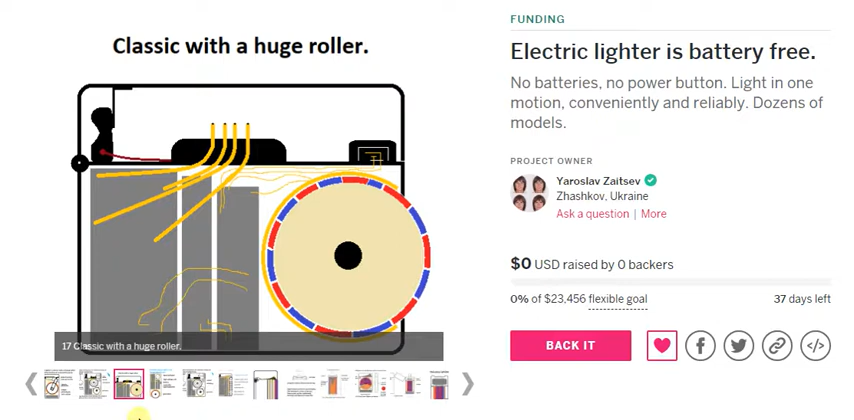 Classic with a huge roller.
17 Classic with a huge roller.
FUNDING
Electric lighter is battery free.
No batteries, no power button. Light in one
motion, conveniently and reliably. Dozens of
models.
PROJECT OWNER
Yaroslav Zaitsev
Zhashkov, Ukraine
Ask a question | More
$0 USD raised by 0 backers
0% of $23,456 flexible goal
37 days left
BACK IT